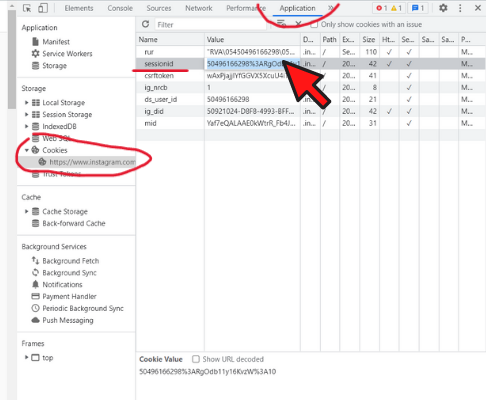 Elements Console Sources Network Application 1 1 1
Application
Manifest
Service Workers
Storage
Storage
Local Storage
Session Storage
IndexedDB
Web SQL
Cookies
https://www.instagram.com
Trust Tokens
Cache
Cache Storage
Back-forward Cache
Background Services
Background Fetch
Background Sync
Notifications
Payment Handler
Periodic Background Sync
Push Messaging
Frames
top
Filter Only show cookies with an issue
Name Value D... Path Ex... Size Ht... Se... Sa... Sa... P... P...
rur "RVA\05450496166298\05... .in... / Se... 110 ✓ ✓ M...
sessionid 50496166298%3ARgOdb11 .in... / 20... 42 ✓ ✓ M...
csrftoken .in... / 20... 41 ✓ M...
ig_nrcb 1 .in... / 20... 8 ✓ M...
ds_user_id 50496166298 .in... / 20... 21 ✓ M...
ig_did 50921024-D8F8-4993-BFF... .in... / 20... 42 ✓ ✓ M...
mid .in... / 20... 31 ✓ M...
Cookie Value Show URL decoded
50496166298%3ARgOdb11y16KvzW%3A10